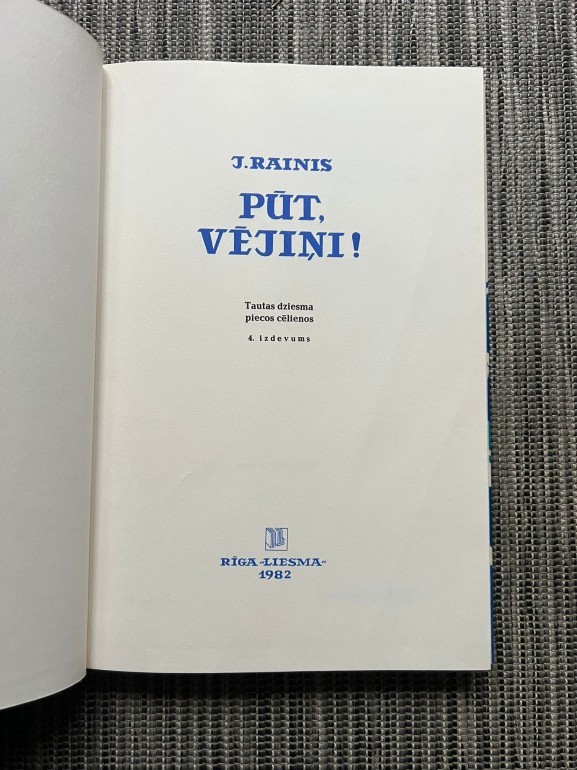 J. RAINIS
PŪT,
VĒJIŅI!
Tautas dziesma
piecos cēlienos
4. izdevums
RĪGA „LIESMA"
1982